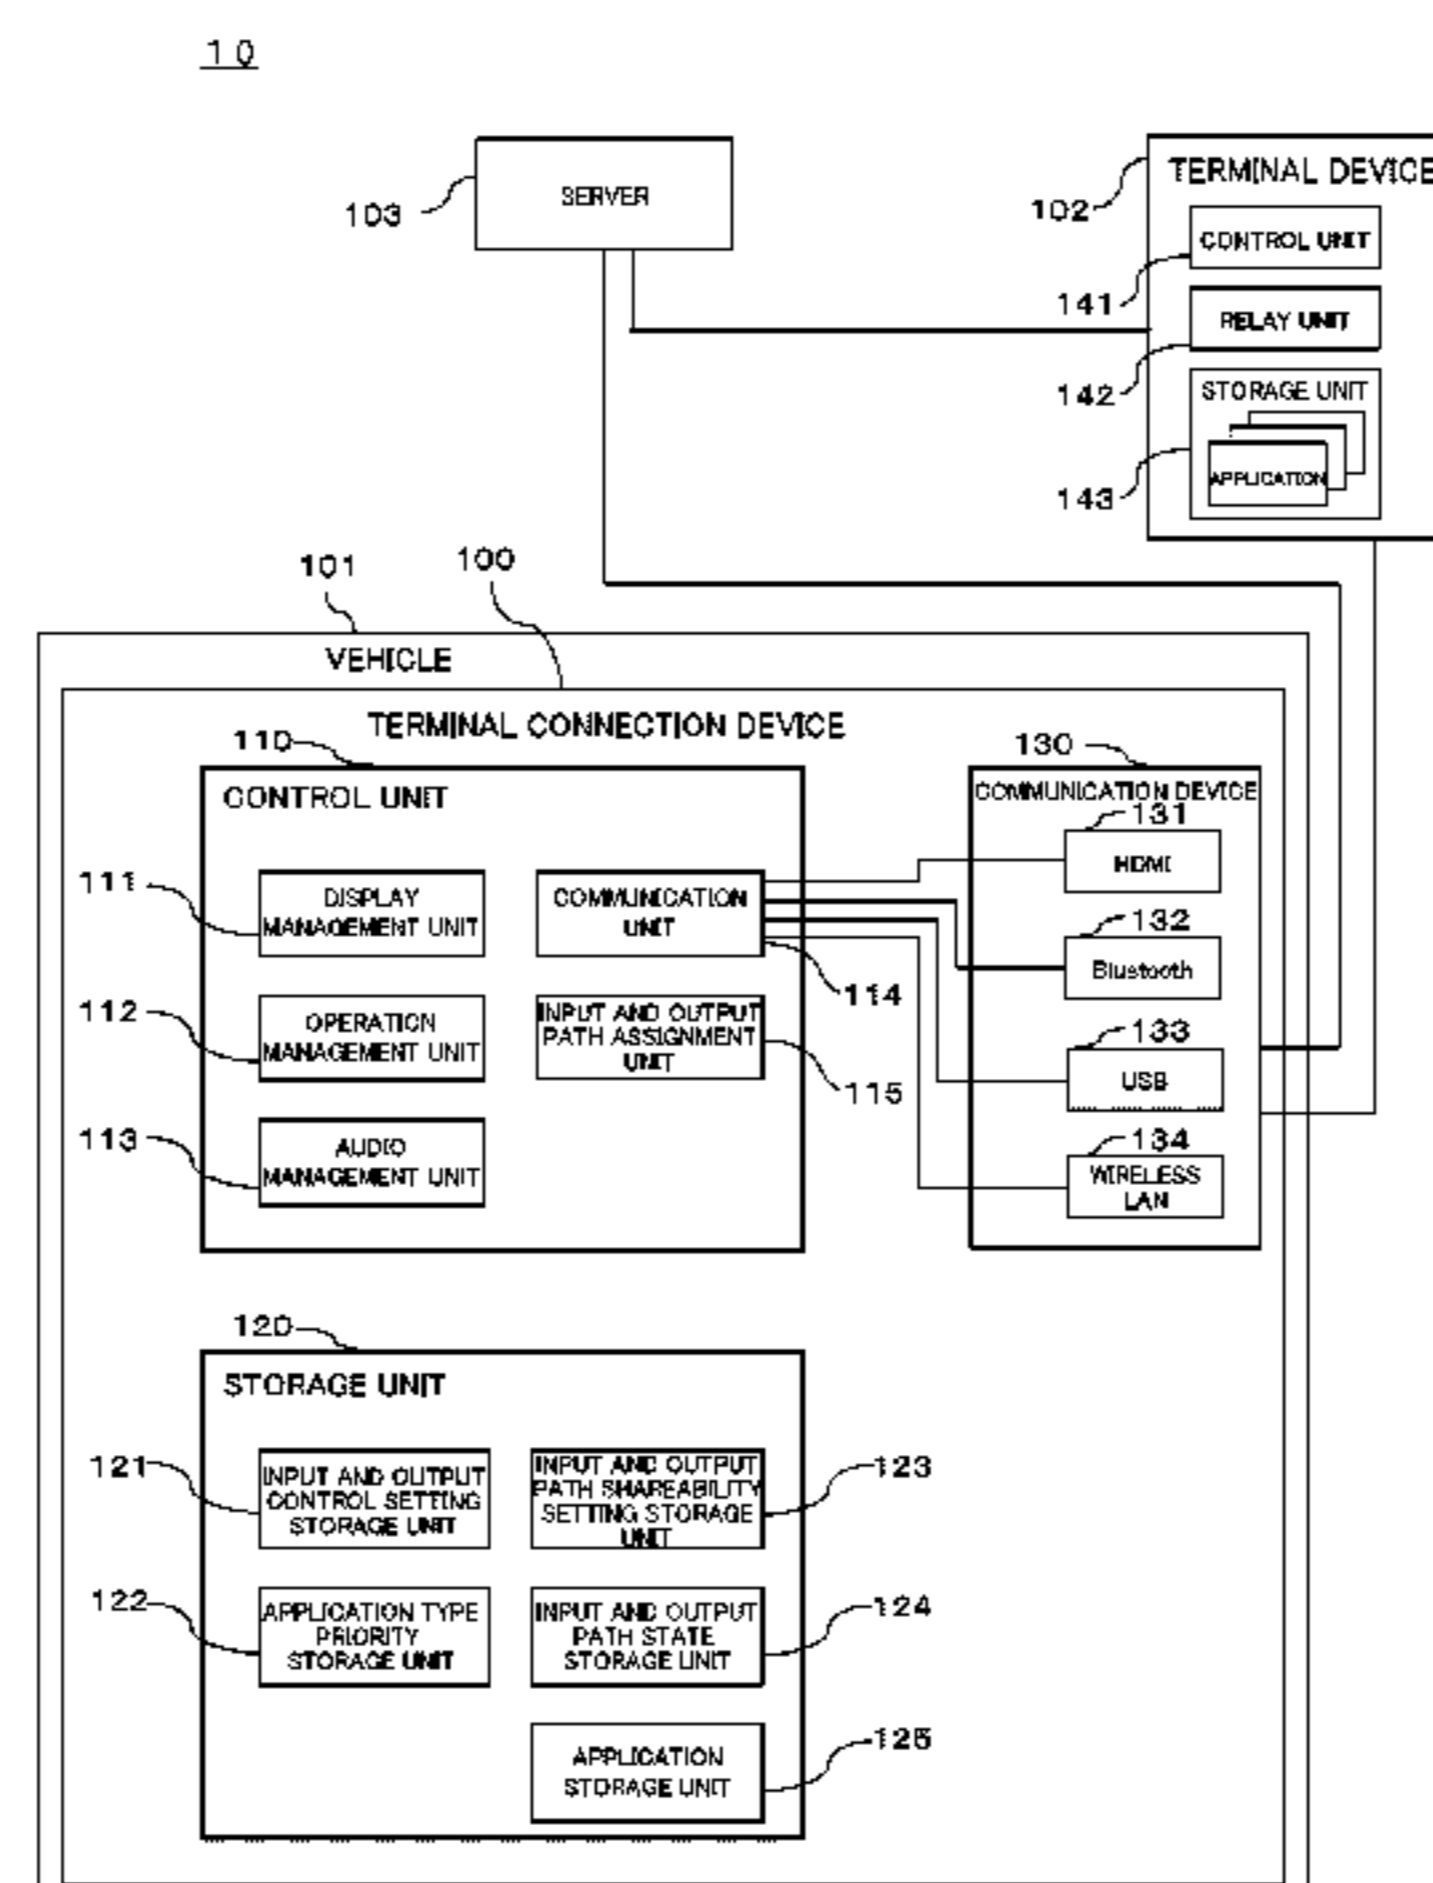 10
SERVER
103
TERMINAL DEVICE
102
CONTROL UNIT
141
RELAY UNIT
142
STORAGE UNIT
APPLICATION
143
101
100
VEHICLE
TERMINAL CONNECTION DEVICE
110
CONTROL UNIT
111
DISPLAY
MANAGEMENT UNIT
COMMUNICATION
UNIT
114
112
OPERATION
MANAGEMENT UNIT
INPUT AND OUTPUT
PATH ASSIGNMENT
UNIT
115
113
AUDIO
MANAGEMENT UNIT
130
COMMUNICATION DEVICE
131
HDMI
132
Bluetooth
133
USB
134
WIRELESS
LAN
120
STORAGE UNIT
121
INPUT AND OUTPUT
CONTROL SETTING
STORAGE UNIT
INPUT AND OUTPUT
PATH SHAREABILITY
SETTING STORAGE
UNIT
123
122
APPLICATION TYPE
PRIORITY
STORAGE UNIT
INPUT AND OUTPUT
PATH STATE
STORAGE UNIT
124
APPLICATION
STORAGE UNIT
125